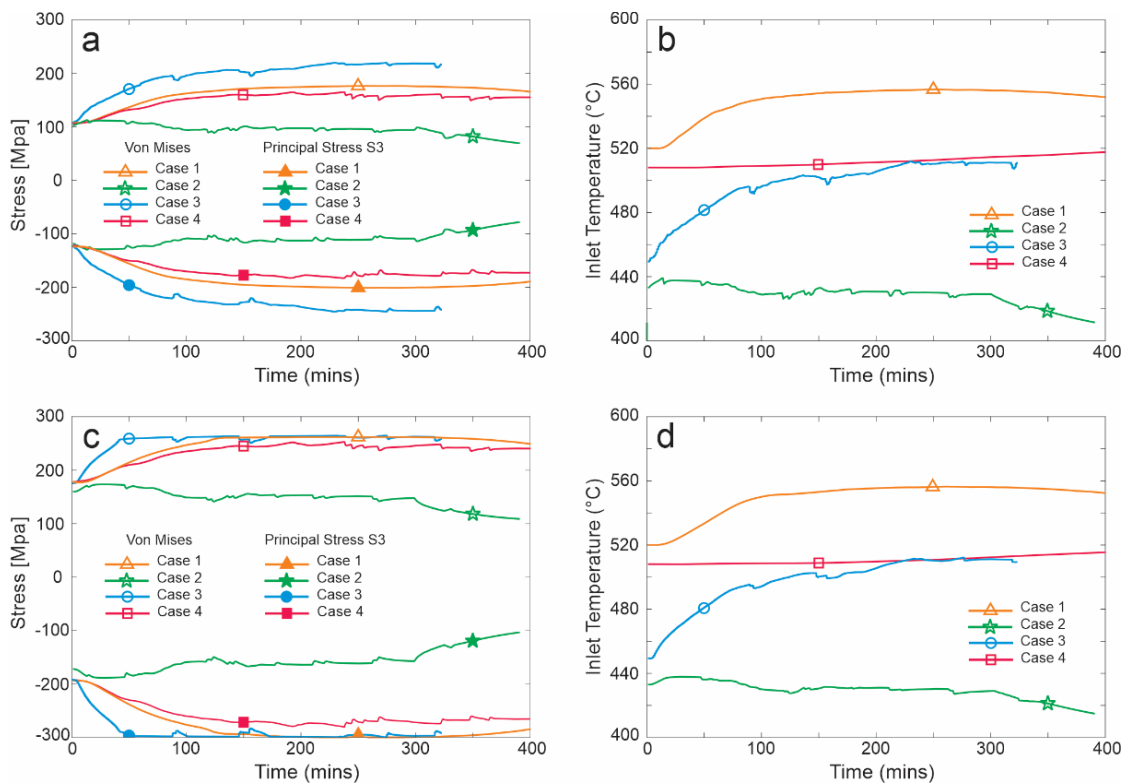 a
300
200
100
0
-100
-200
-300
Stress [Mpa]
Von Mises Principal Stress S3
Case 1 Case 1
Case 2 Case 2
Case 3 Case 3
Case 4 Case 4
0 100 200 300 400
Time (mins)
b
600
560
520
480
440
400
Inlet Temperature (°C)
Case 1
Case 2
Case 3
Case 4
0 100 200 300 400
Time (mins)
c
300
200
100
0
-100
-200
-300
Stress [Mpa]
Von Mises Principal Stress S3
Case 1 Case 1
Case 2 Case 2
Case 3 Case 3
Case 4 Case 4
0 100 200 300 400
Time (mins)
d
600
560
520
480
440
400
Inlet Temperature (°C)
Case 1
Case 2
Case 3
Case 4
0 100 200 300 400
Time (mins)